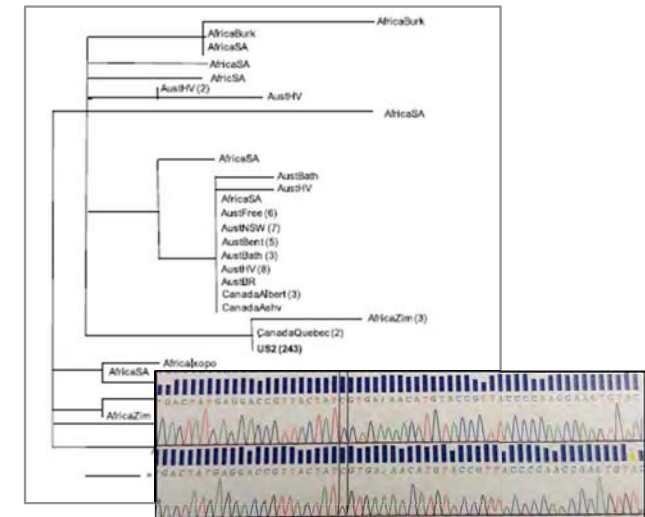 AfricaBurk
AfricaBurk
AfricaSA
AfricaSA
AfricSA
AustHV (2)
AustHV
AfricaSA
AfricaSA
AustBath
AustHV
AfricaSA
AustFree (6)
AustNSW (7)
AustBent (5)
AustBath (3)
AustHV (8)
AustBR
CanadaAlbert (3)
CanadaAshv
AfricaZim (3)
CanadaQuebec (2)
US2 (243)
AfricaIxopo
AfricaSA
AfricaZim